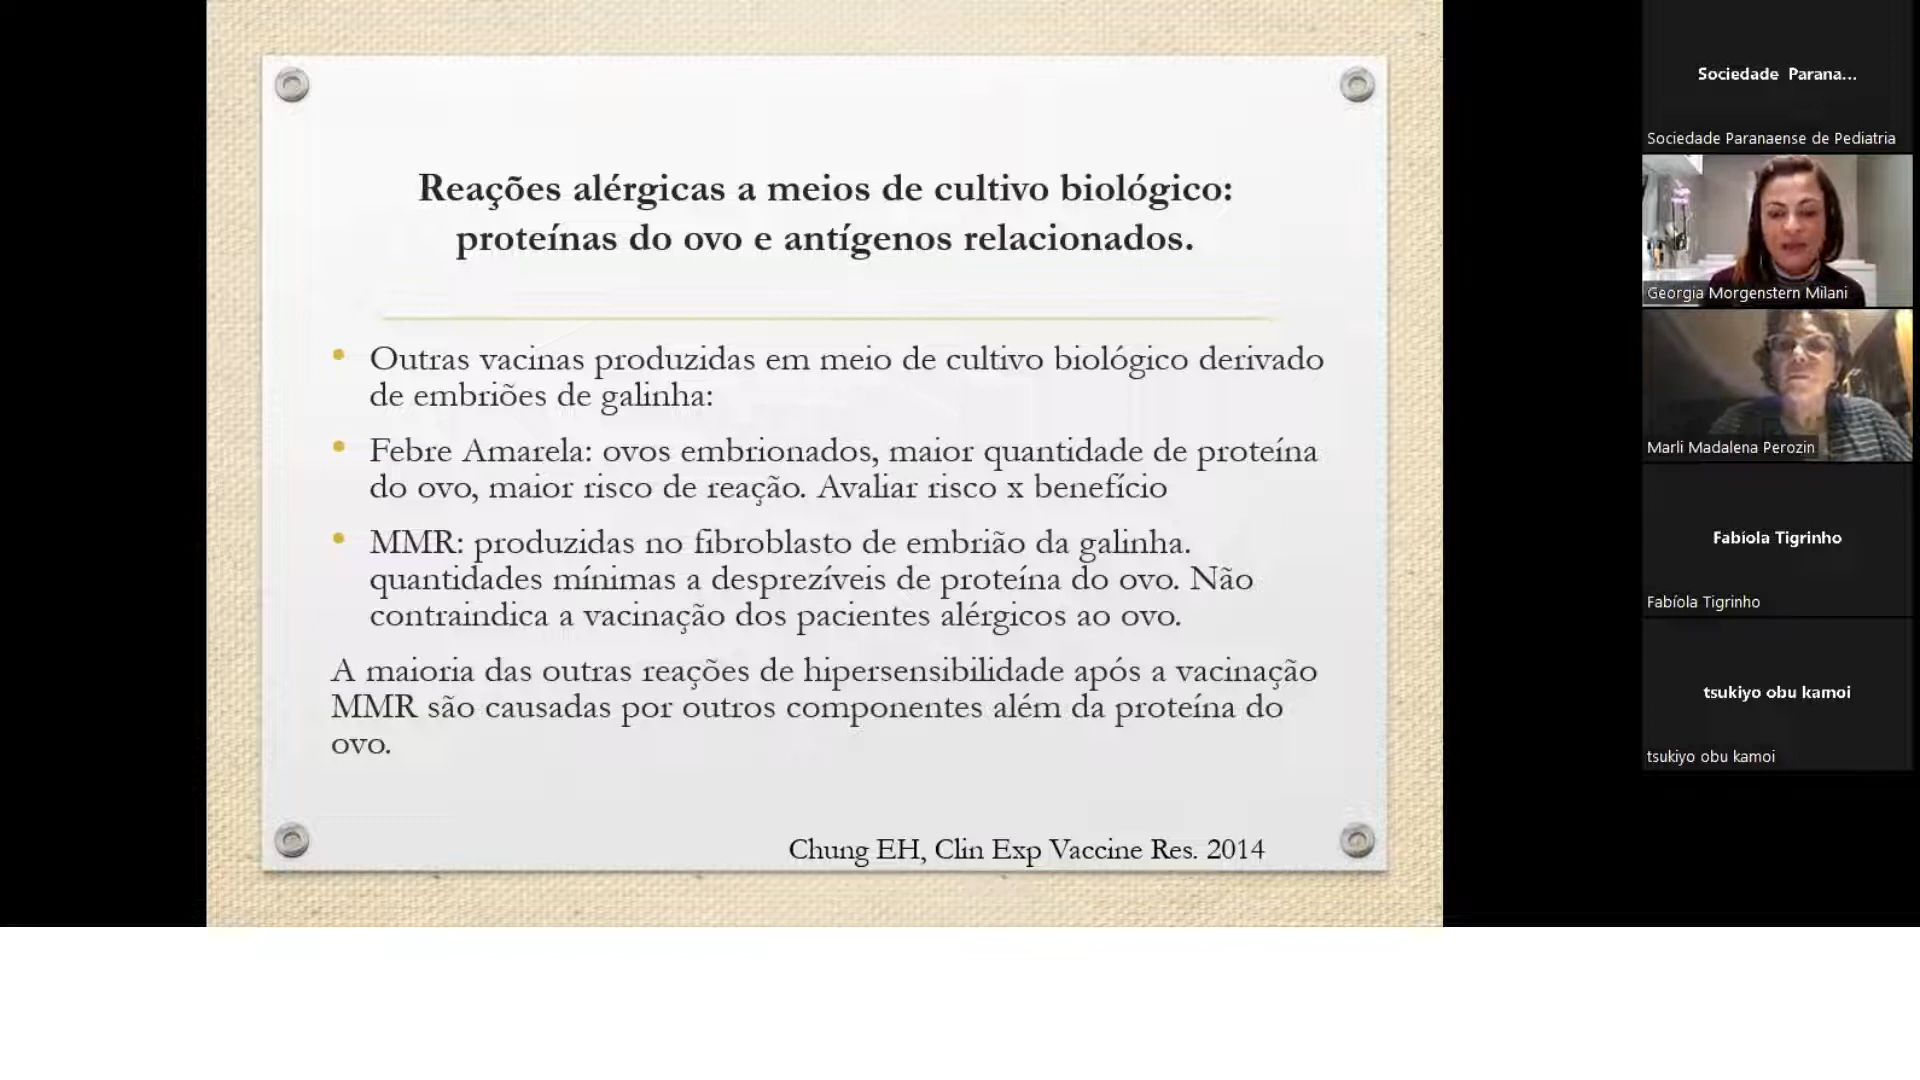 Reações alérgicas a meios de cultivo biológico:
proteínas do ovo e antígenos relacionados.
• Outras vacinas produzidas em meio de cultivo biológico derivado
de embriões de galinha:
• Febre Amarela: ovos embrionados, maior quantidade de proteína
do ovo, maior risco de reação. Avaliar risco x benefício
• MMR: produzidas no fibroblasto de embrião da galinha.
quantidades mínimas a desprezíveis de proteína do ovo. Não
contraindica a vacinação dos pacientes alérgicos ao ovo.
A maioria das outras reações de hipersensibilidade após a vacinação
MMR são causadas por outros componentes além da proteína do
ovo.
Chung EH, Clin Exp Vaccine Res. 2014
Sociedade Parana...
Sociedade Paranaense de Pediatria
Georgia Morgenstern Milani
Marli Madalena Perozin
Fabíola Tigrinho
Fabíola Tigrinho
tsukiyo obu kamoi
tsukiyo obu kamoi